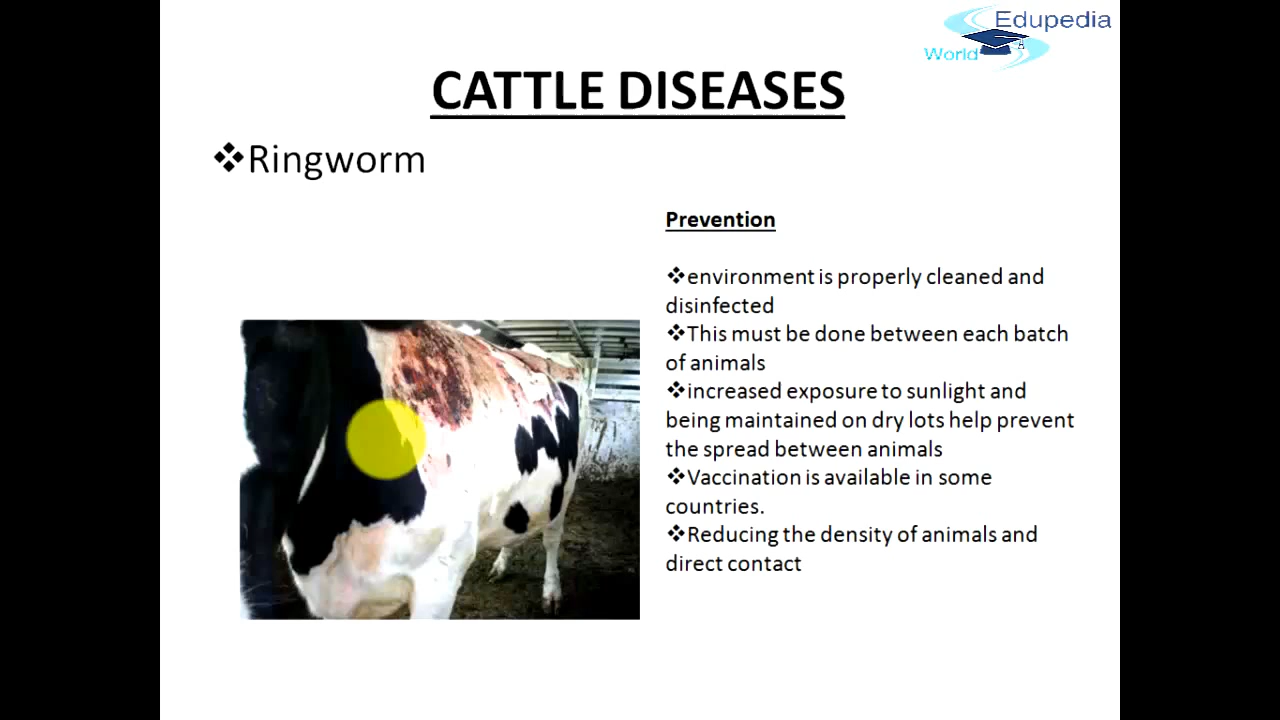 Edupedia
World
CATTLE DISEASES
❖Ringworm
Prevention
❖environment is properly cleaned and
disinfected
❖This must be done between each batch
of animals
❖increased exposure to sunlight and
being maintained on dry lots help prevent
the spread between animals
❖Vaccination is available in some
countries.
❖Reducing the density of animals and
direct contact